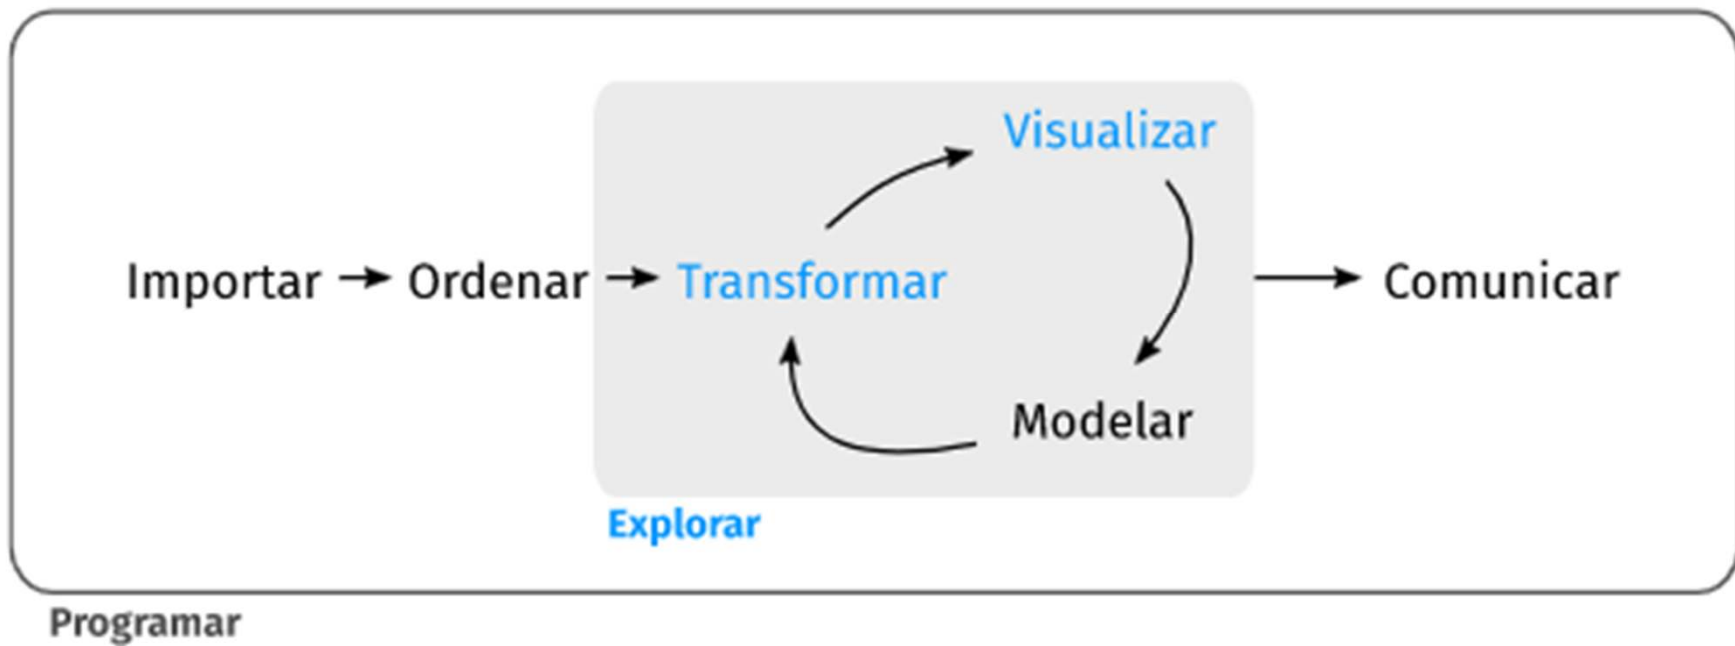 Visualizar
Importar → Ordenar → Transformar → Comunicar
Modelar
Explorar
Programar